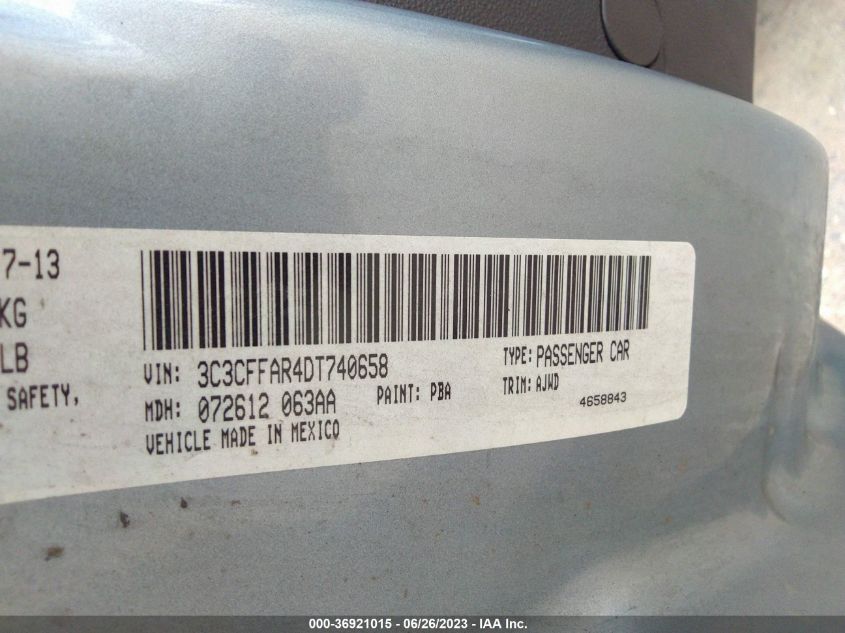 7-13
KG
LB
SAFETY,
VIN: 3C3CFFAR4DT740658
TYPE: PASSENGER CAR
MDH: 072612 063AA
PAINT: PBA
TRIM: AJWD
VEHICLE MADE IN MEXICO
4658843
000-36921015 - 06/26/2023 - IAA Inc.